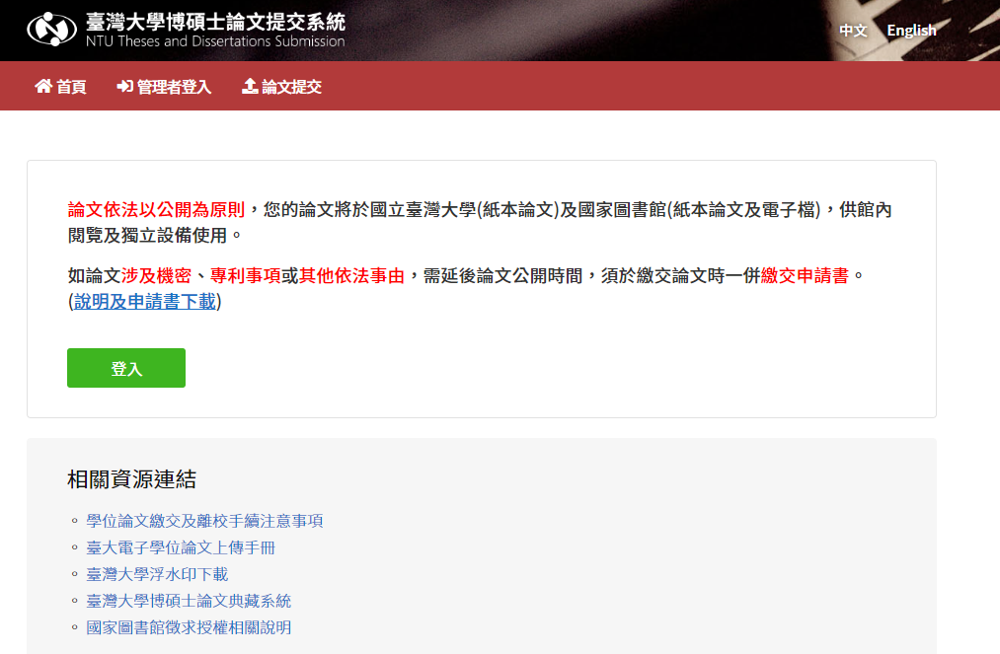 臺灣大學博碩士論文提交系統
NTU Theses and Dissertations Submission
中文 English
首頁 管理者登入 論文提交
論文依法以公開為原則，您的論文將於國立臺灣大學(紙本論文)及國家圖書館(紙本論文及電子檔)，供館內
閱覽及獨立設備使用。
如論文涉及機密、專利事項或其他依法事由，需延後論文公開時間，須於繳交論文時一併繳交申請書。
(說明及申請書下載)
登入
相關資源連結
學位論文繳交及離校手續注意事項
臺大電子學位論文上傳手冊
臺灣大學浮水印下載
臺灣大學博碩士論文典藏系統
國家圖書館徵求授權相關說明